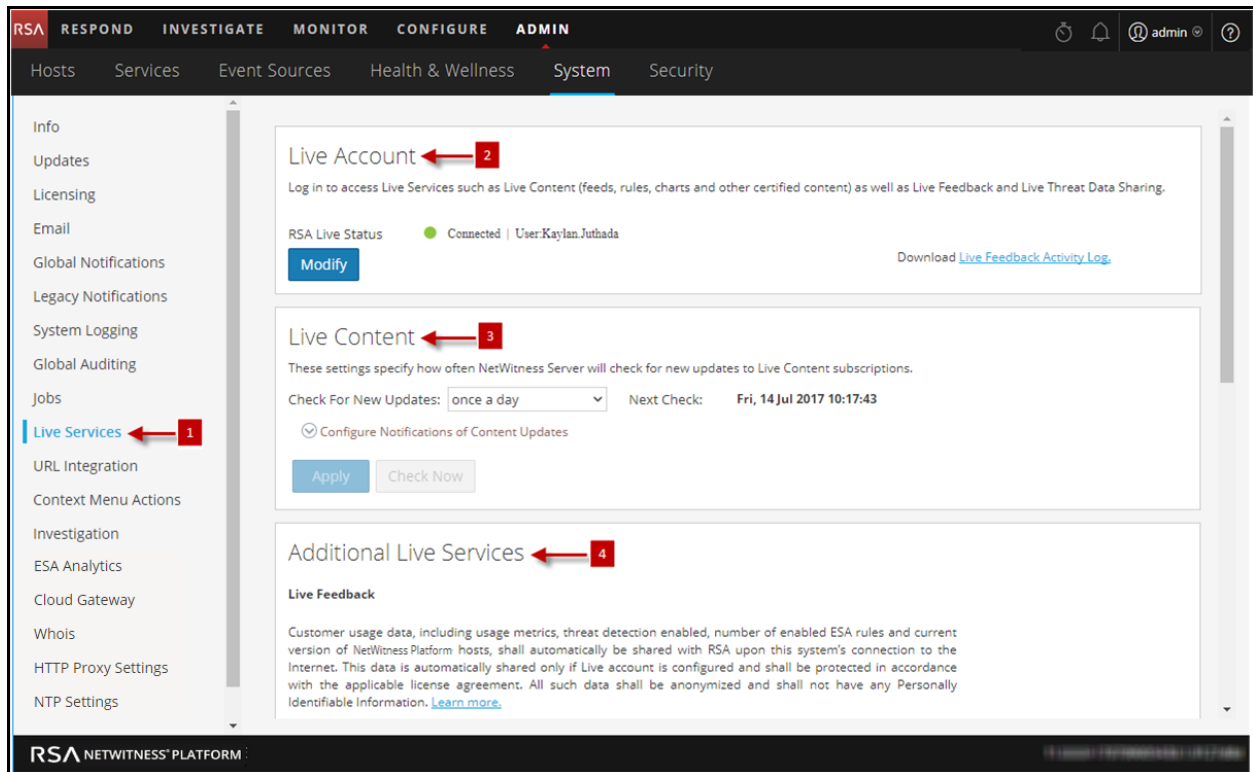 RSA RESPOND INVESTIGATE MONITOR CONFIGURE ADMIN
admin
?
Hosts Services Event Sources Health & Wellness System Security
Info
Updates
Licensing
Email
Global Notifications
Legacy Notifications
System Logging
Global Auditing
Jobs
Live Services 1
URL Integration
Context Menu Actions
Investigation
ESA Analytics
Cloud Gateway
Whois
HTTP Proxy Settings
NTP Settings
Live Account 2
Log in to access Live Services such as Live Content (feeds, rules, charts and other certified content) as well as Live Feedback and Live Threat Data Sharing.
RSA Live Status Connected | User:Kaylan.Juthada
Modify
Download Live Feedback Activity Log.
Live Content 3
These settings specify how often NetWitness Server will check for new updates to Live Content subscriptions.
Check For New Updates: once a day Next Check: Fri, 14 Jul 2017 10:17:43
Configure Notifications of Content Updates
Apply Check Now
Additional Live Services 4
Live Feedback
Customer usage data, including usage metrics, threat detection enabled, number of enabled ESA rules and current
version of NetWitness Platform hosts, shall automatically be shared with RSA upon this system's connection to the
Internet. This data is automatically shared only if Live account is configured and shall be protected in accordance
with the applicable license agreement. All such data shall be anonymized and shall not have any Personally
Identifiable Information. Learn more.
RSA NETWITNESS® PLATFORM